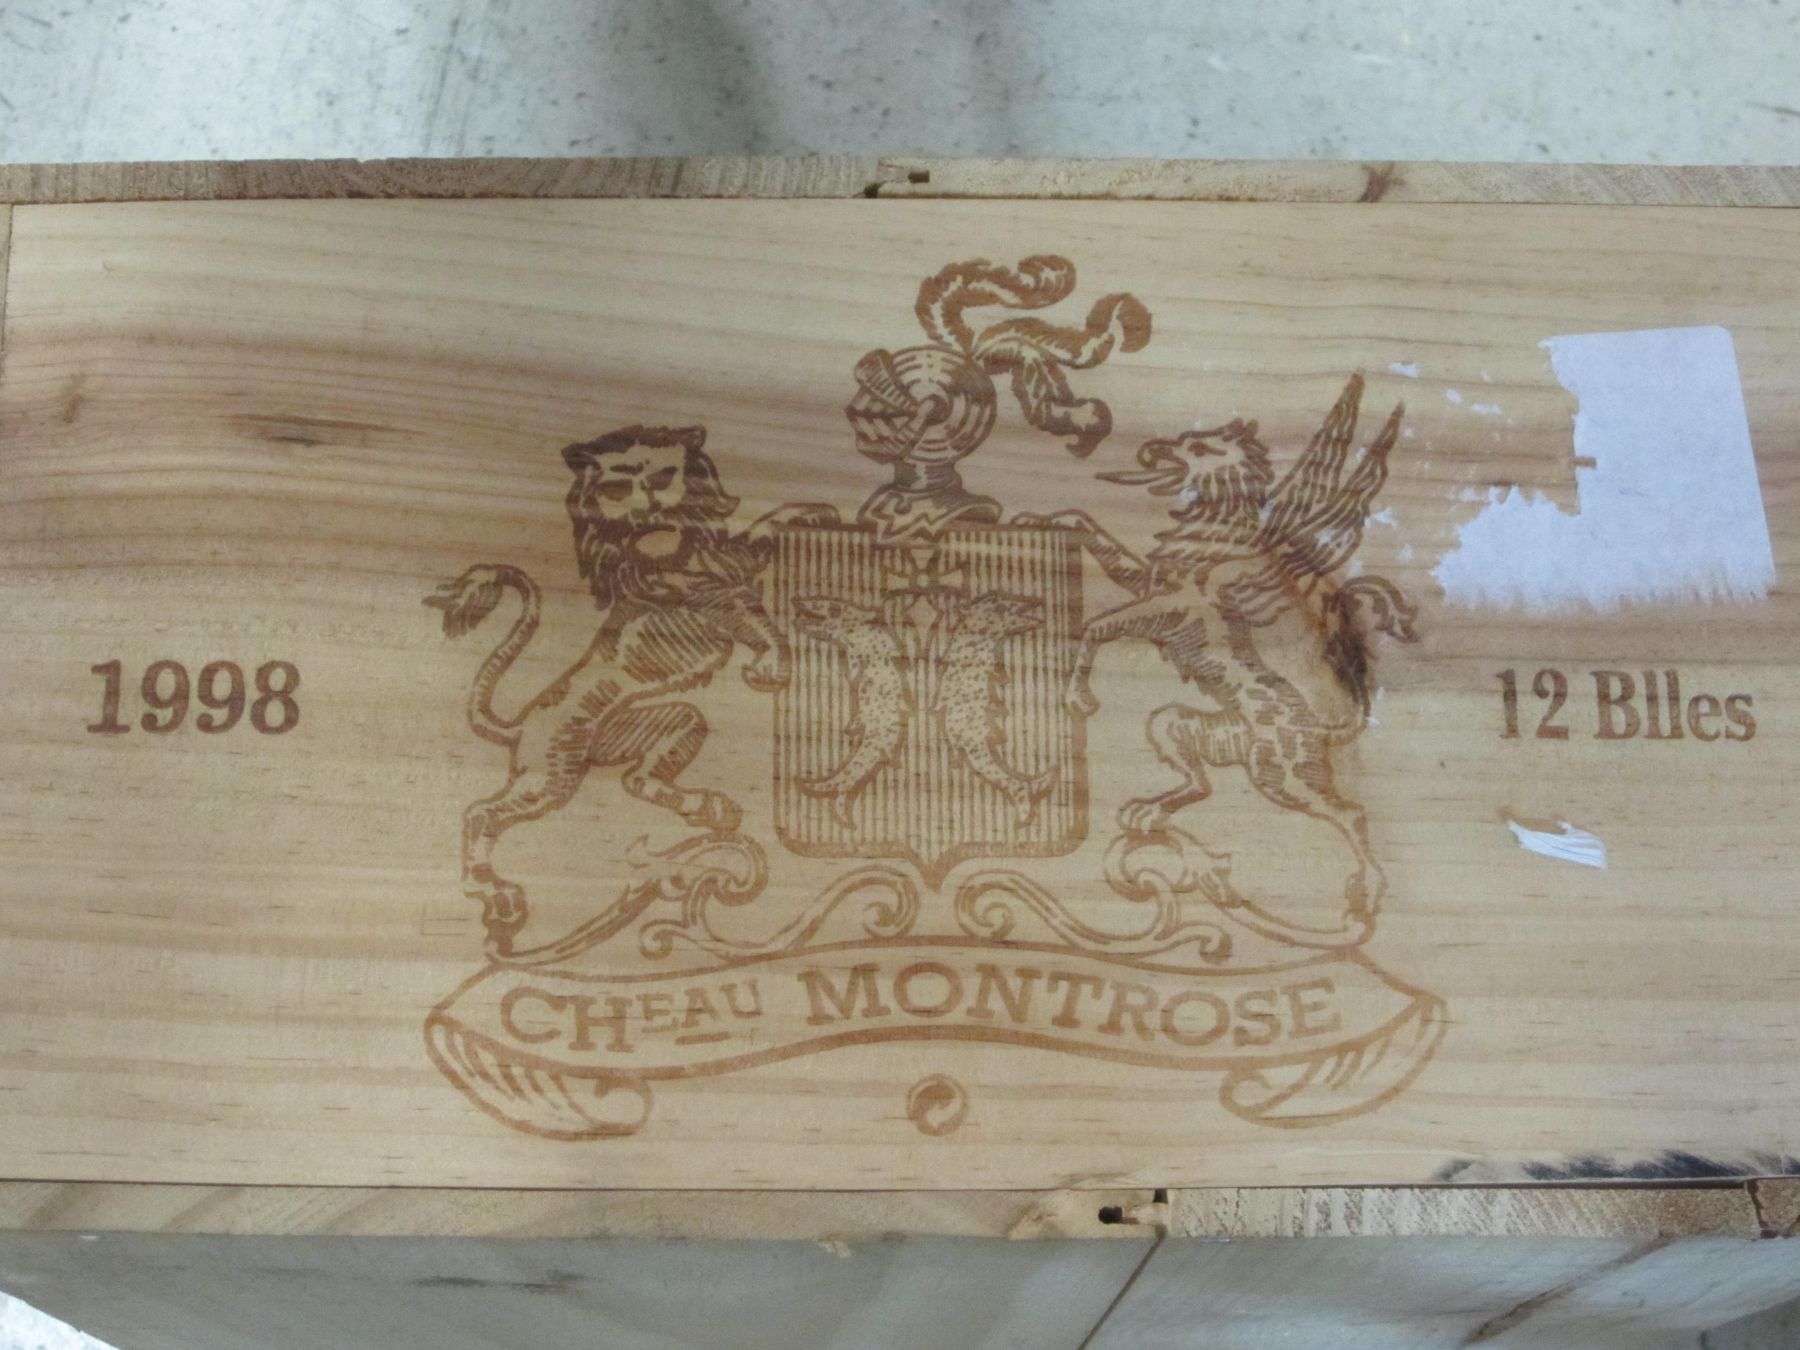 1998
12 Blles
CHEAU MONTROSE